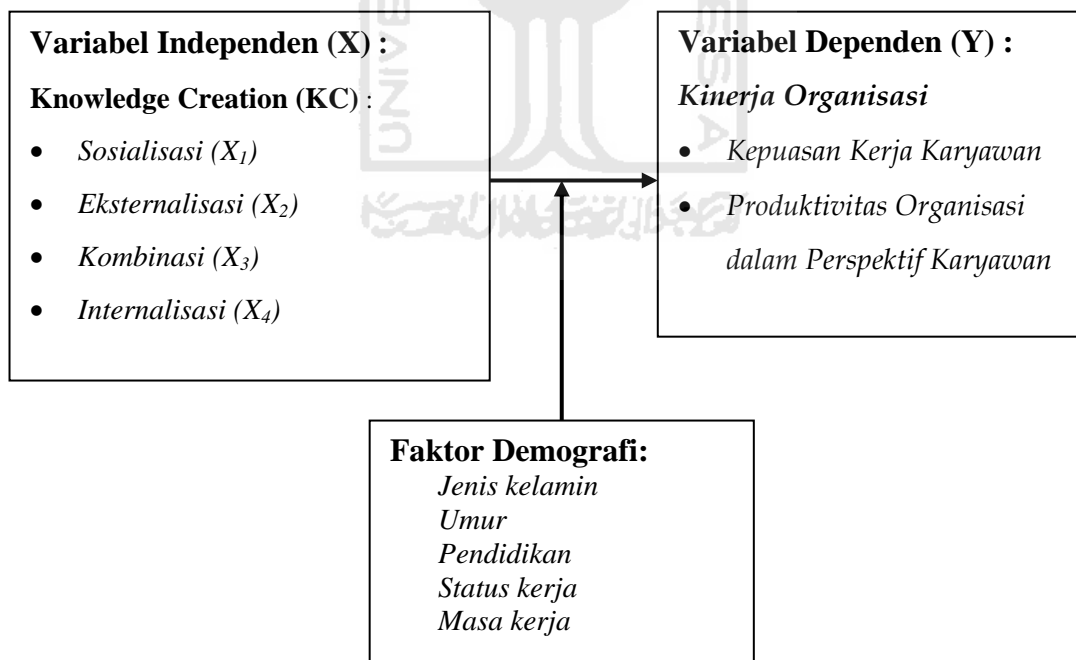 Variabel Independen (X) :
Knowledge Creation (KC) :
• Sosialisasi (X1)
• Eksternalisasi (X2)
• Kombinasi (X3)
• Internalisasi (X4)
Variabel Dependen (Y) :
Kinerja Organisasi
• Kepuasan Kerja Karyawan
• Produktivitas Organisasi
dalam Perspektif Karyawan
Faktor Demografi:
Jenis kelamin
Umur
Pendidikan
Status kerja
Masa kerja